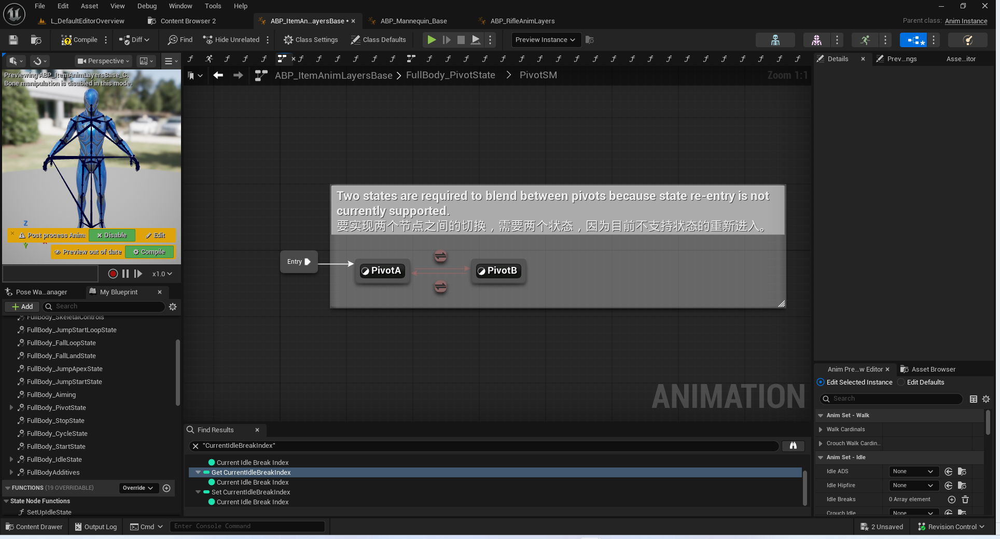 File Edit Asset View Debug Window Tools Help
L_DefaultEditorOverview Content Browser 2 ABP_ItemAn...ayersBase • ABP_Mannequin_Base ABP_RifleAnimLayers Parent class: Anim Instance
Compile Diff Find Hide Unrelated Class Settings Class Defaults Preview Instance
Perspective
Details Prev...ngs Asse...itor
Previewing ABP_ItemAnimLayersBase_C.
Bone manipulation is disabled in this mode.
ABP_ItemAnimLayersBase > FullBody_PivotState > PivotSM Zoom 1:1
Two states are required to blend between pivots because state re-entry is not
currently supported.
要实现两个节点之间的切换，需要两个状态，因为目前不支持状态的重新进入。
Entry PivotA PivotB
ANIMATION
Z
Y
Post process Anim Disable Edit
Preview out of date Compile
x1.0
Pose Wa...anager My Blueprint
Add Search
FullBody_SkeletalControls
FullBody_JumpStartLoopState
FullBody_FallLoopState
FullBody_FallLandState
FullBody_JumpApexState
FullBody_JumpStartState
FullBody_Aiming
FullBody_PivotState
FullBody_StopState
FullBody_CycleState
FullBody_StartState
FullBody_IdleState
FullBodyAdditives
FUNCTIONS (19 OVERRIDABLE) Override
State Node Functions
SetUpIdleState
Find Results
"CurrentIdleBreakIndex"
Current Idle Break Index
Get CurrentIdleBreakIndex
Current Idle Break Index
Set CurrentIdleBreakIndex
Current Idle Break Index
Anim Pre...w Editor Asset Browser
Edit Selected Instance Edit Defaults
Search
Anim Set - Walk
Walk Cardinals
Crouch Walk Cardin...
Anim Set - Idle
Idle ADS None
Idle Hipfire None
Idle Breaks 0 Array element
Crouch Idle None
Content Drawer Output Log Cmd Enter Console Command 2 Unsaved Revision Control